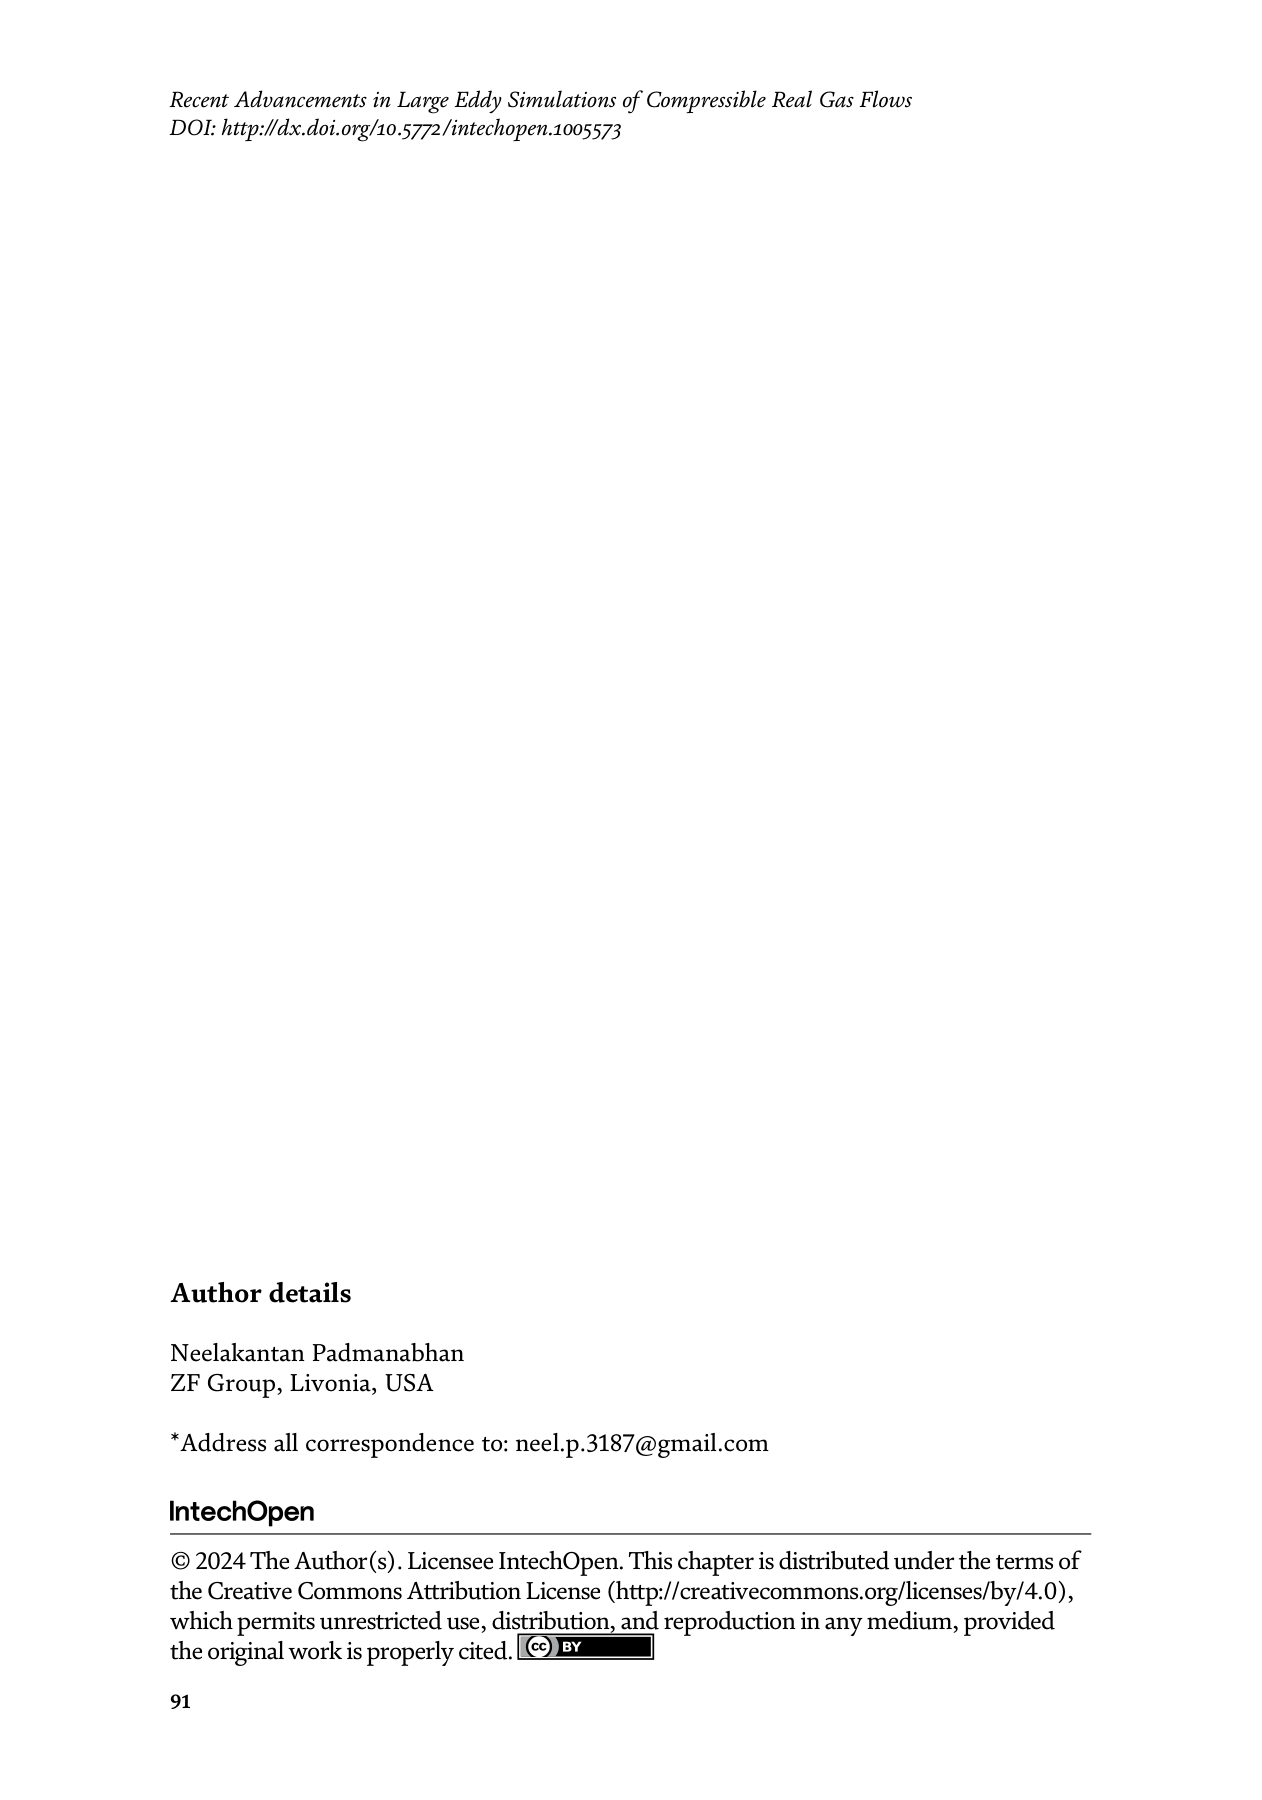 Recent Advancements in Large Eddy Simulations of Compressible Real Gas Flows
DOI: http://dx.doi.org/10.5772/intechopen.1005573
Author details
Neelakantan Padmanabhan
ZF Group, Livonia, USA
*Address all correspondence to: neel.p.3187@gmail.com
IntechOpen
© 2024 The Author(s). Licensee IntechOpen. This chapter is distributed under the terms of
the Creative Commons Attribution License (http://creativecommons.org/licenses/by/4.0),
which permits unrestricted use, distribution, and reproduction in any medium, provided
the original work is properly cited. cc BY
91